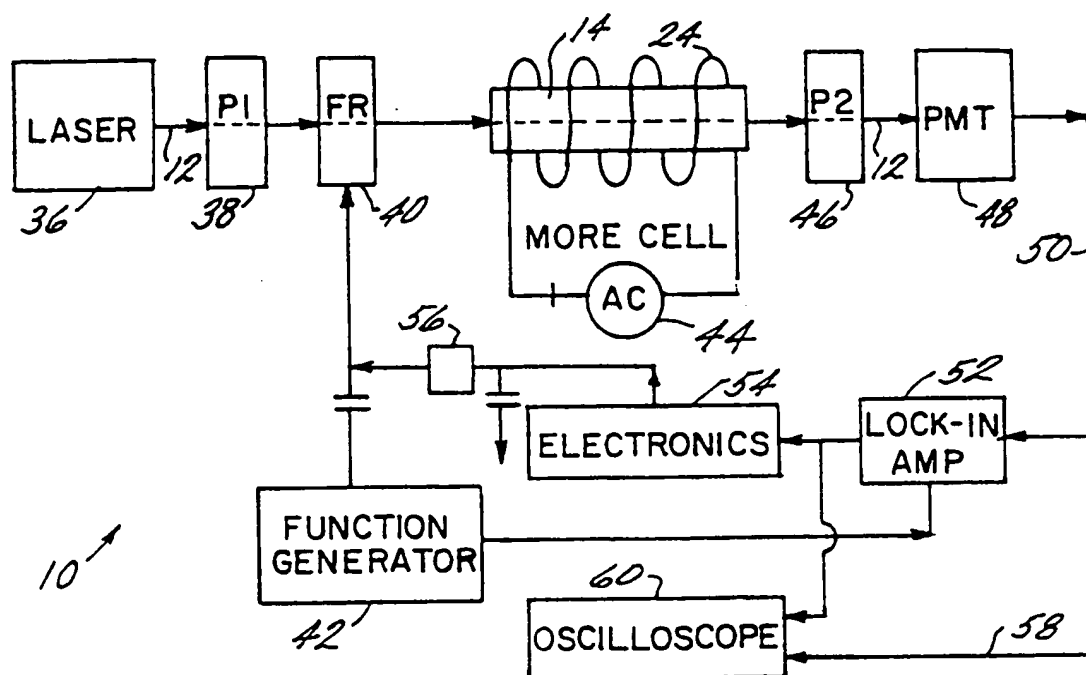 14
24
LASER
P1
FR
P2
PMT
12
12
36
38
40
46
48
MORE CELL
50
AC
44
56
54
52
ELECTRONICS
LOCK-IN
AMP
FUNCTION
GENERATOR
10
42
60
OSCILLOSCOPE
58